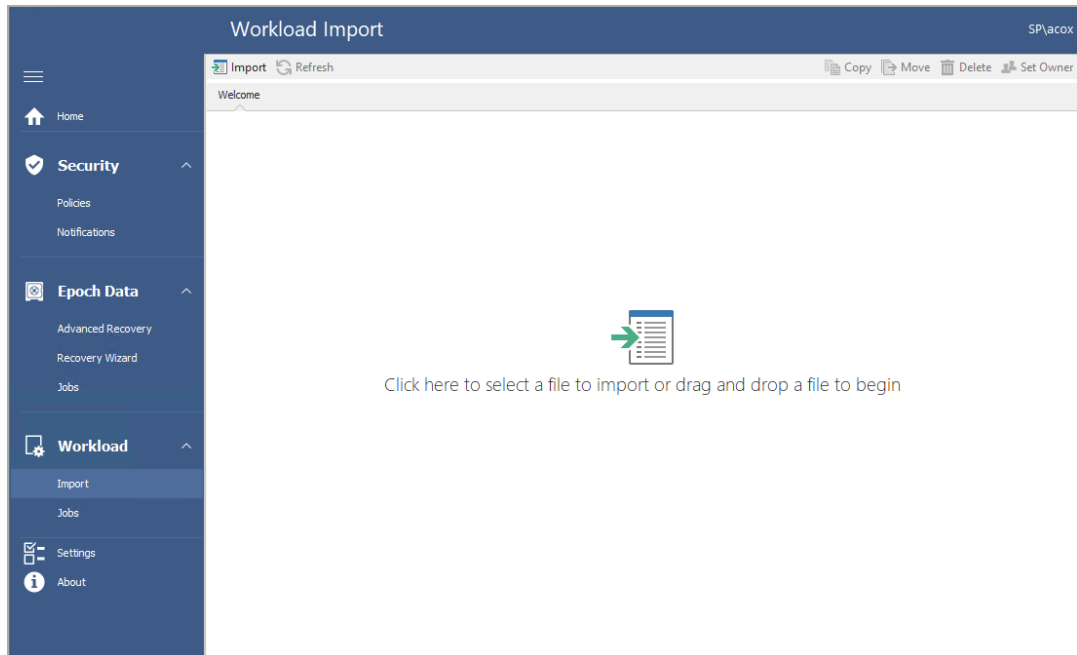 Workload Import
SP\acox
Import Refresh Copy Move Delete Set Owner
Welcome
Home
Security
Policies
Notifications
Epoch Data
Advanced Recovery
Recovery Wizard
Jobs
Workload
Import
Jobs
Settings
About
Click here to select a file to import or drag and drop a file to begin